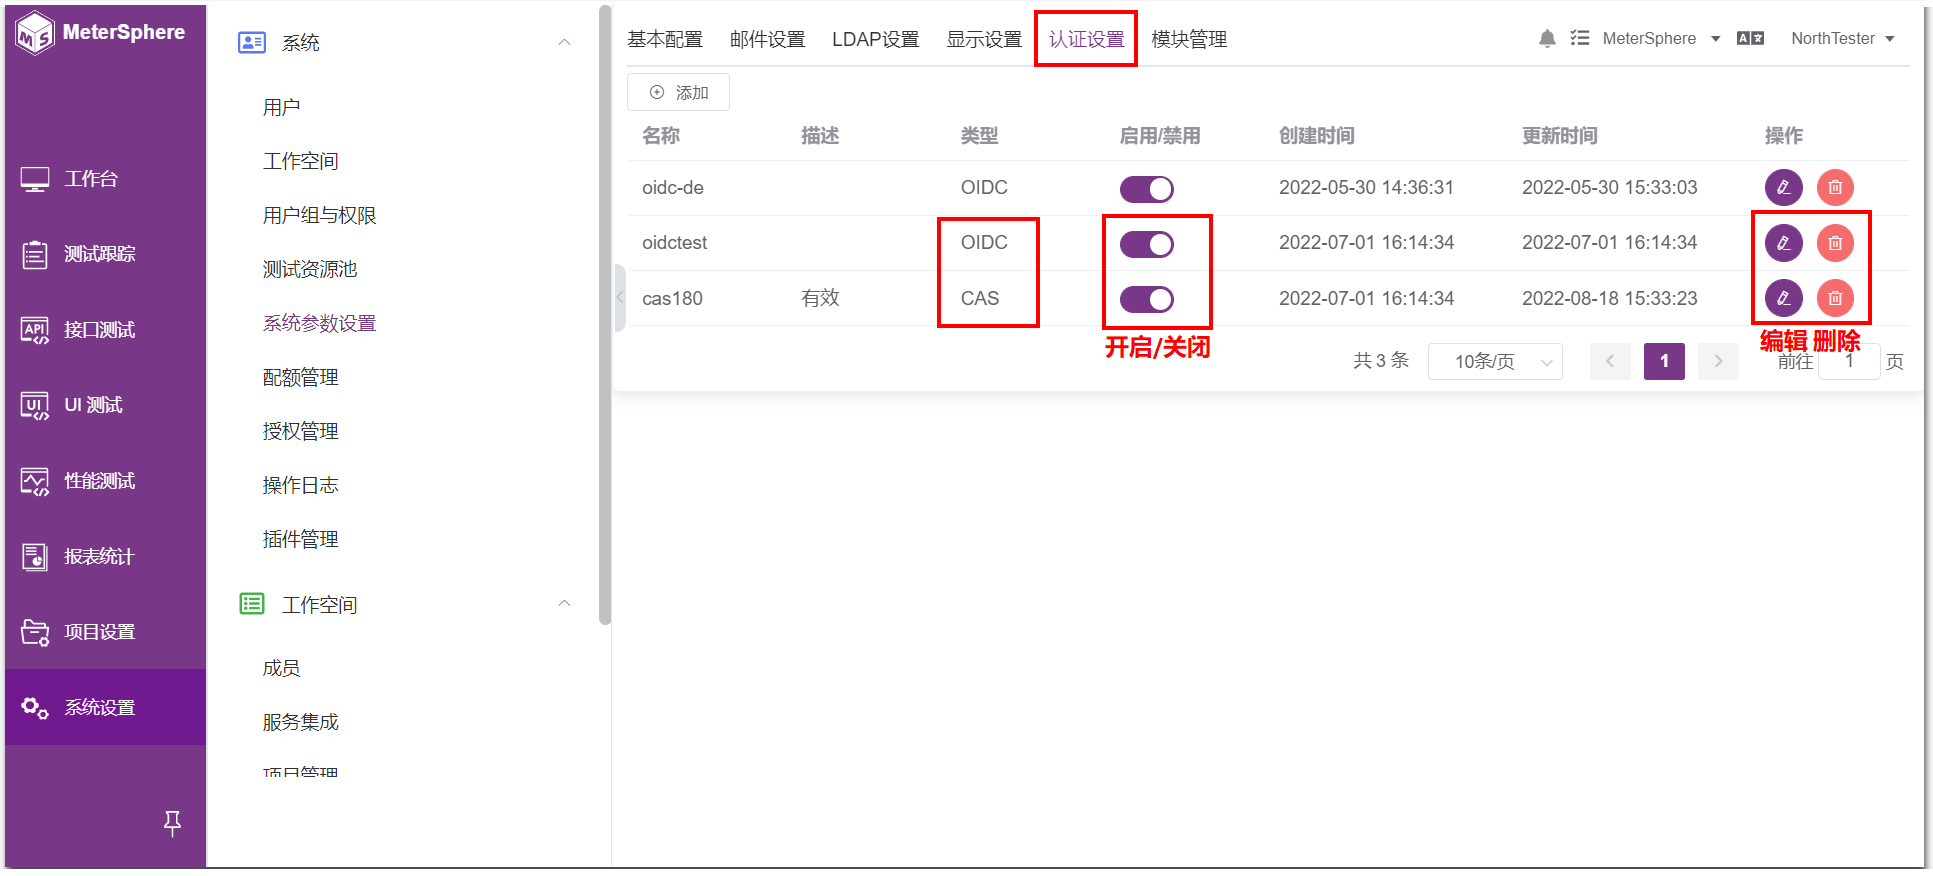 MeterSphere
工作台
测试跟踪
接口测试
UI 测试
性能测试
报表统计
项目设置
系统设置
系统
用户
工作空间
用户组与权限
测试资源池
系统参数设置
配额管理
授权管理
操作日志
插件管理
工作空间
成员
服务集成
项目管理
基本配置 邮件设置 LDAP设置 显示设置 认证设置 模块管理
MeterSphere NorthTester
添加
名称 描述 类型 启用/禁用 创建时间 更新时间 操作
oidc-de OIDC 2022-05-30 14:36:31 2022-05-30 15:33:03
oidctest OIDC 2022-07-01 16:14:34 2022-07-01 16:14:34
cas180 有效 CAS 2022-07-01 16:14:34 2022-08-18 15:33:23
开启/关闭 编辑 删除
共 3 条 10条/页 1 前往 1 页